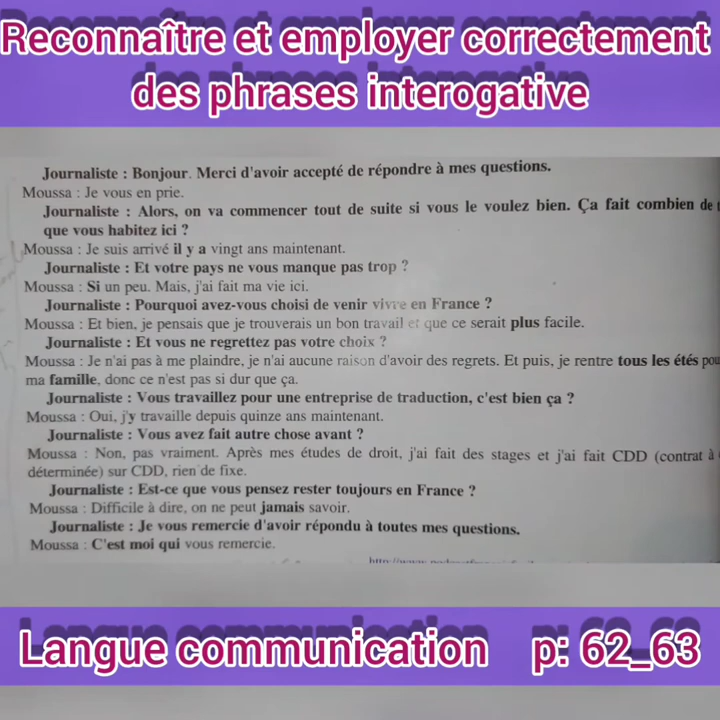 Reconnaître et employer correctement
des phrases interogative
Journaliste : Bonjour. Merci d'avoir accepté de répondre à mes questions.
Moussa : Je vous en prie.
Journaliste : Alors, on va commencer tout de suite si vous le voulez bien. Ça fait combien de
que vous habitez ici ?
Moussa : Je suis arrivé il y a vingt ans maintenant.
Journaliste : Et votre pays ne vous manque pas trop ?
Moussa : Si un peu. Mais, j'ai fait ma vie ici.
Journaliste : Pourquoi avez-vous choisi de venir vivre en France ?
Moussa : Et bien, je pensais que je trouverais un bon travail et que ce serait plus facile.
Journaliste : Et vous ne regrettez pas votre choix ?
Moussa : Je n'ai pas à me plaindre, je n'ai aucune raison d'avoir des regrets. Et puis, je rentre tous les étés
ma famille, donc ce n'est pas si dur que ça.
Journaliste : Vous travaillez pour une entreprise de traduction, c'est bien ça ?
Moussa : Oui, j'y travaille depuis quinze ans maintenant.
Journaliste : Vous avez fait autre chose avant ?
Moussa : Non, pas vraiment. Après mes études de droit, j'ai fait des stages et j'ai fait CDD (contrat à
déterminée) sur CDD, rien de fixe.
Journaliste : Est-ce que vous pensez rester toujours en France ?
Moussa : Difficile à dire, on ne peut jamais savoir.
Journaliste : Je vous remercie d'avoir répondu à toutes mes questions.
Moussa : C'est moi qui vous remercie.
Langue communication p: 62_63